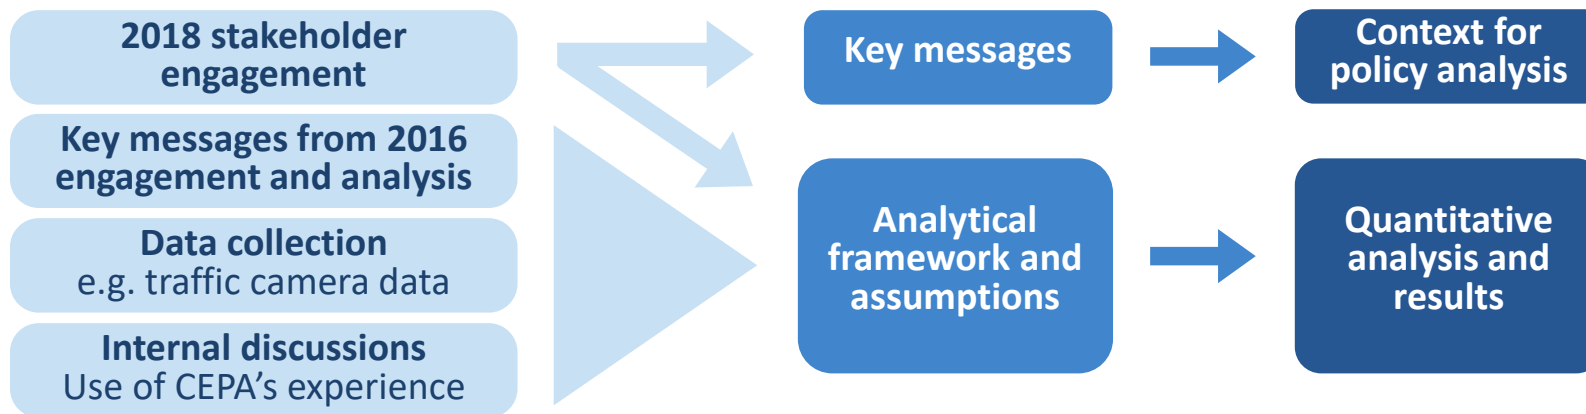 2018 stakeholder
engagement
Key messages from 2016
engagement and analysis
Data collection
e.g. traffic camera data
Internal discussions
Use of CEPA’s experience
Key messages
Analytical
framework and
assumptions
Context for
policy analysis
Quantitative
analysis and
results